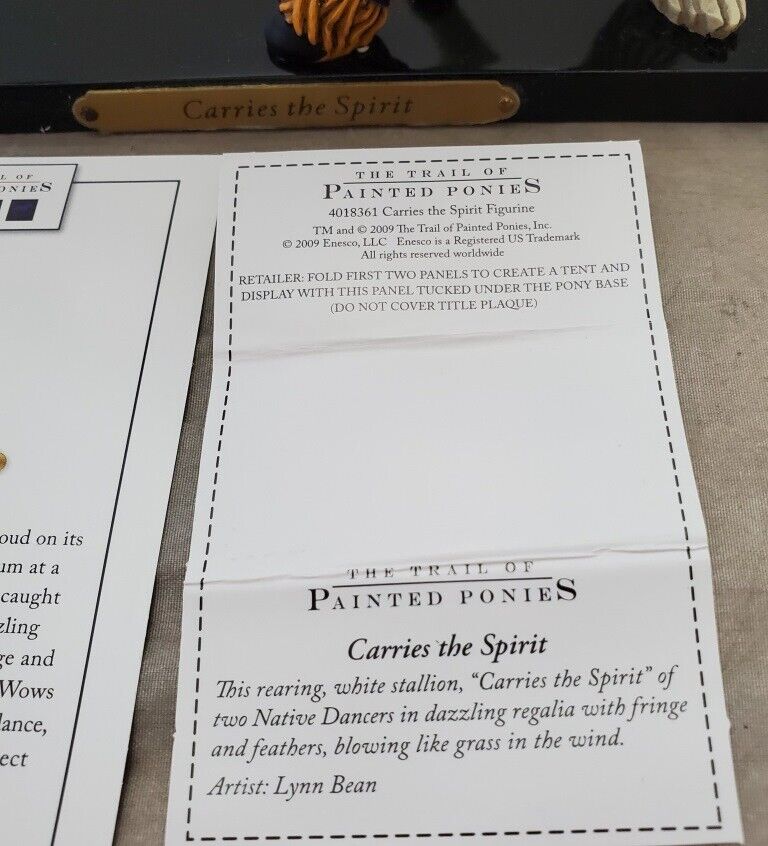 Carries the Spirit
L OF
ONIES
oud on its
um at a
caught
zling
ge and
Wows
lance,
ect
THE TRAIL OF
PAINTED PONIES
4018361 Carries the Spirit Figurine
TM and © 2009 The Trail of Painted Ponies, Inc.
© 2009 Enesco, LLC Enesco is a Registered US Trademark
All rights reserved worldwide
RETAILER: FOLD FIRST TWO PANELS TO CREATE A TENT AND
DISPLAY WITH THIS PANEL TUCKED UNDER THE PONY BASE
(DO NOT COVER TITLE PLAQUE)
THE TRAIL OF
PAINTED PONIES
Carries the Spirit
This rearing, white stallion, “Carries the Spirit” of
two Native Dancers in dazzling regalia with fringe
and feathers, blowing like grass in the wind.
Artist: Lynn Bean